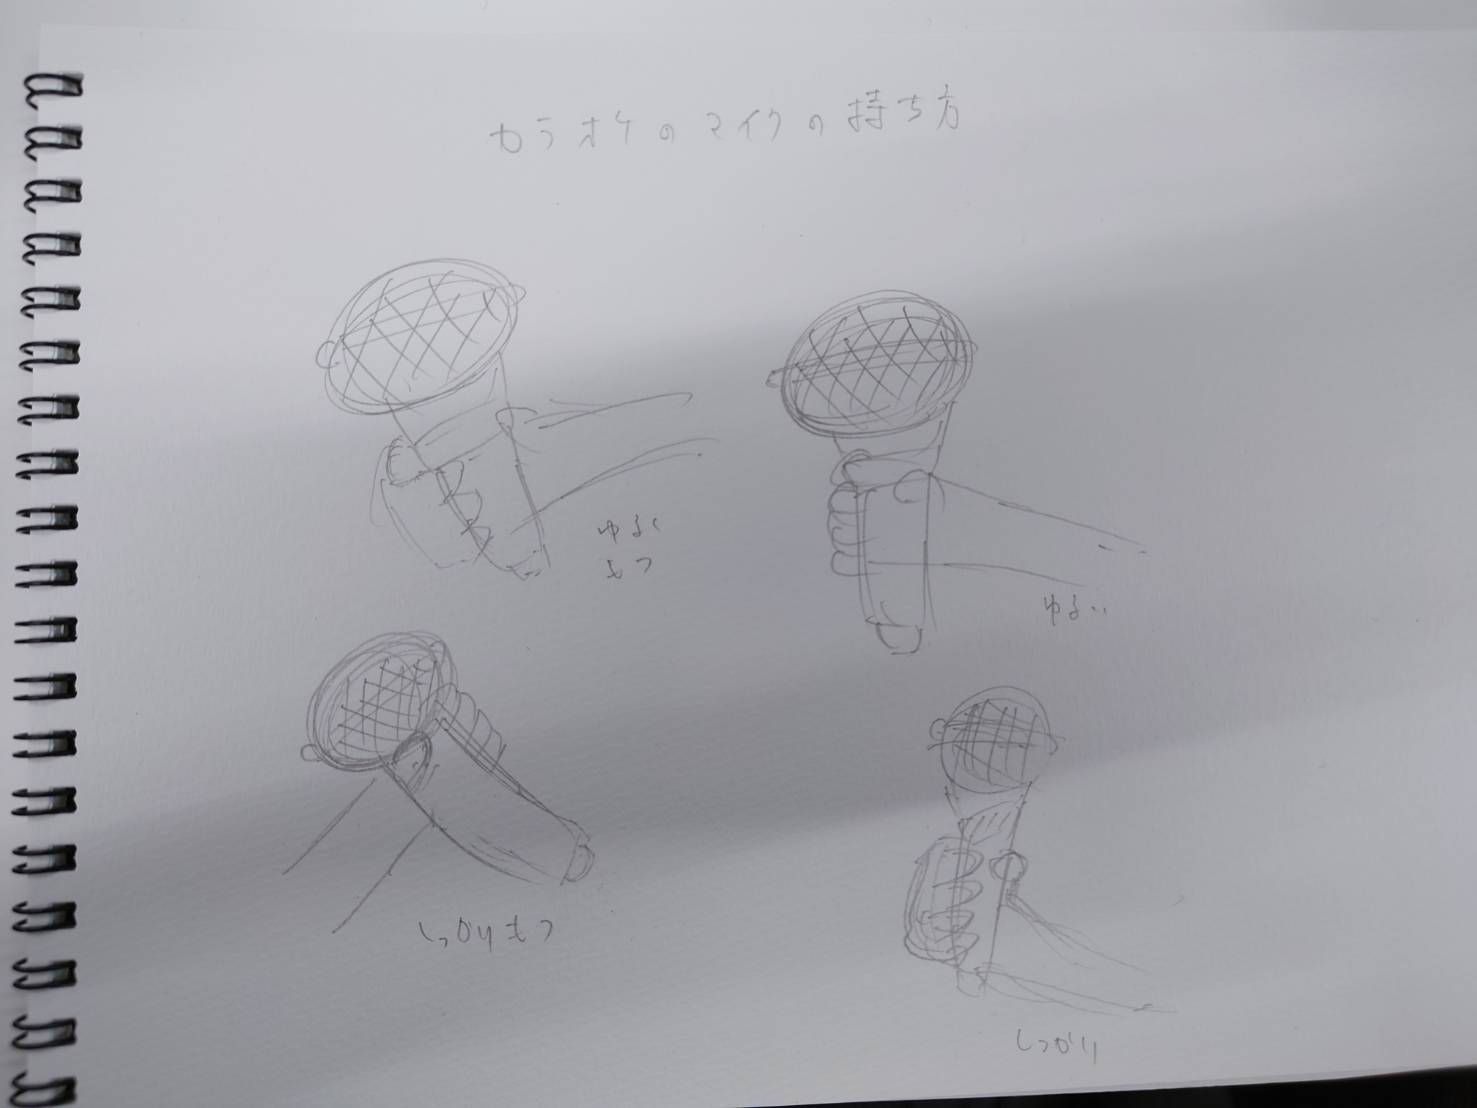 カラオケのマイクの持ち方
ゆるく
もつ
ゆるい
しっかりもつ
しっかり